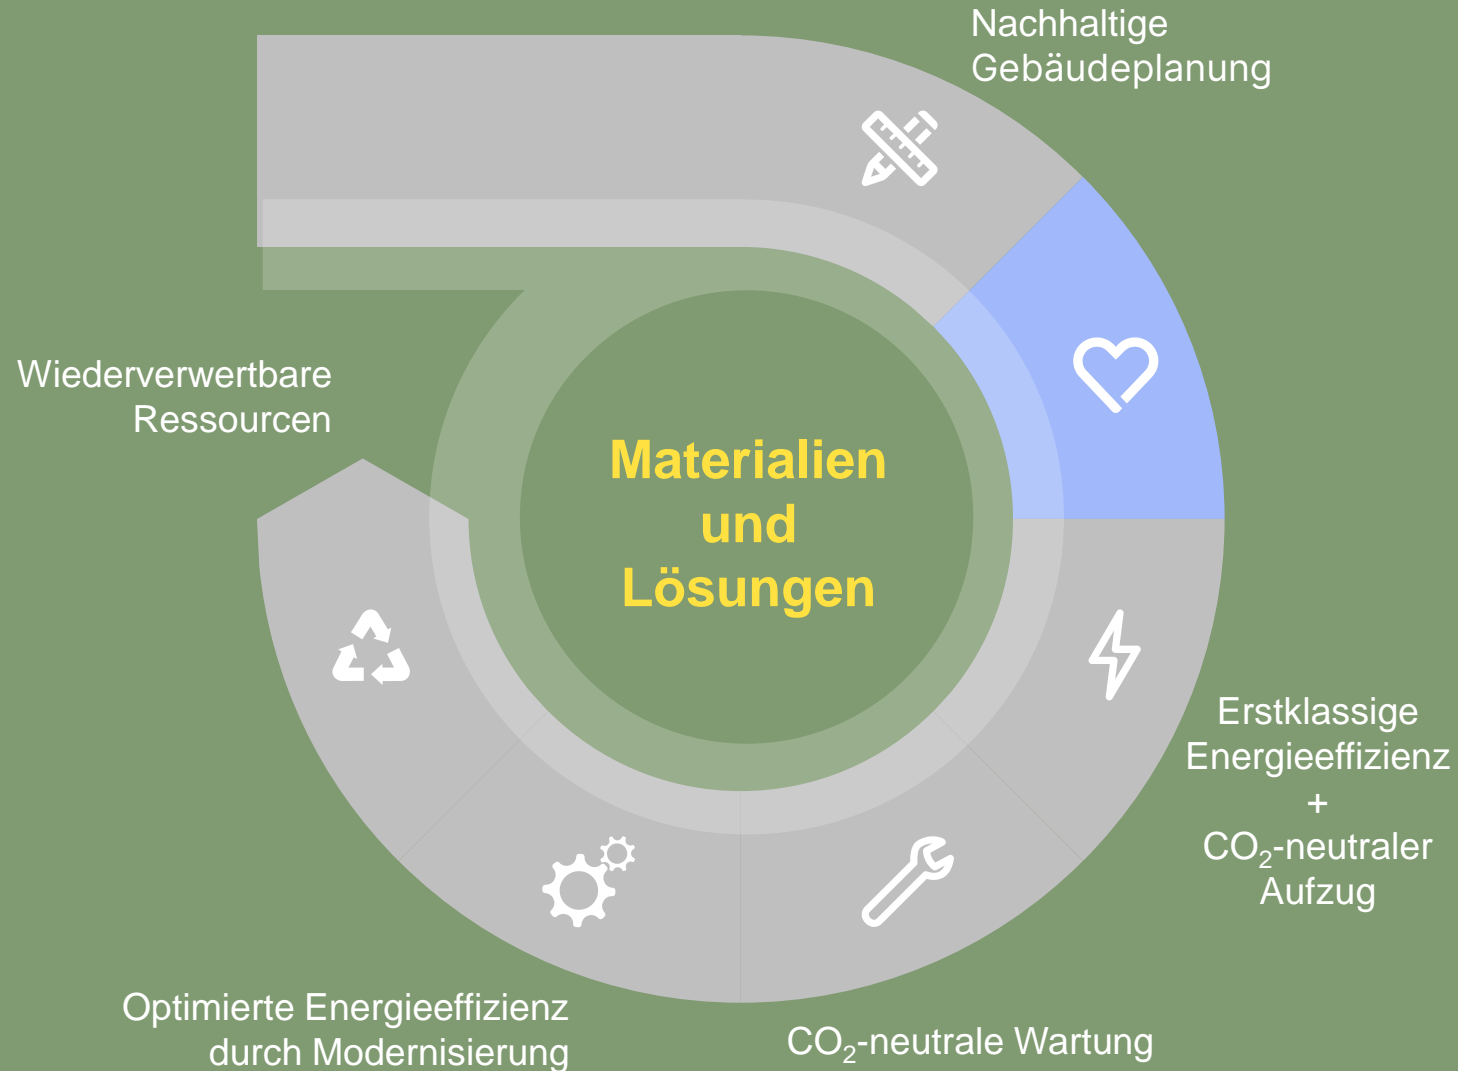 Nachhaltige
Gebäudeplanung
Wiederverwertbare
Ressourcen
Materialien
und
Lösungen
Erstklassige
Energieeffizienz
+
CO₂-neutraler
Aufzug
Optimierte Energieeffizienz
durch Modernisierung
CO₂-neutrale Wartung